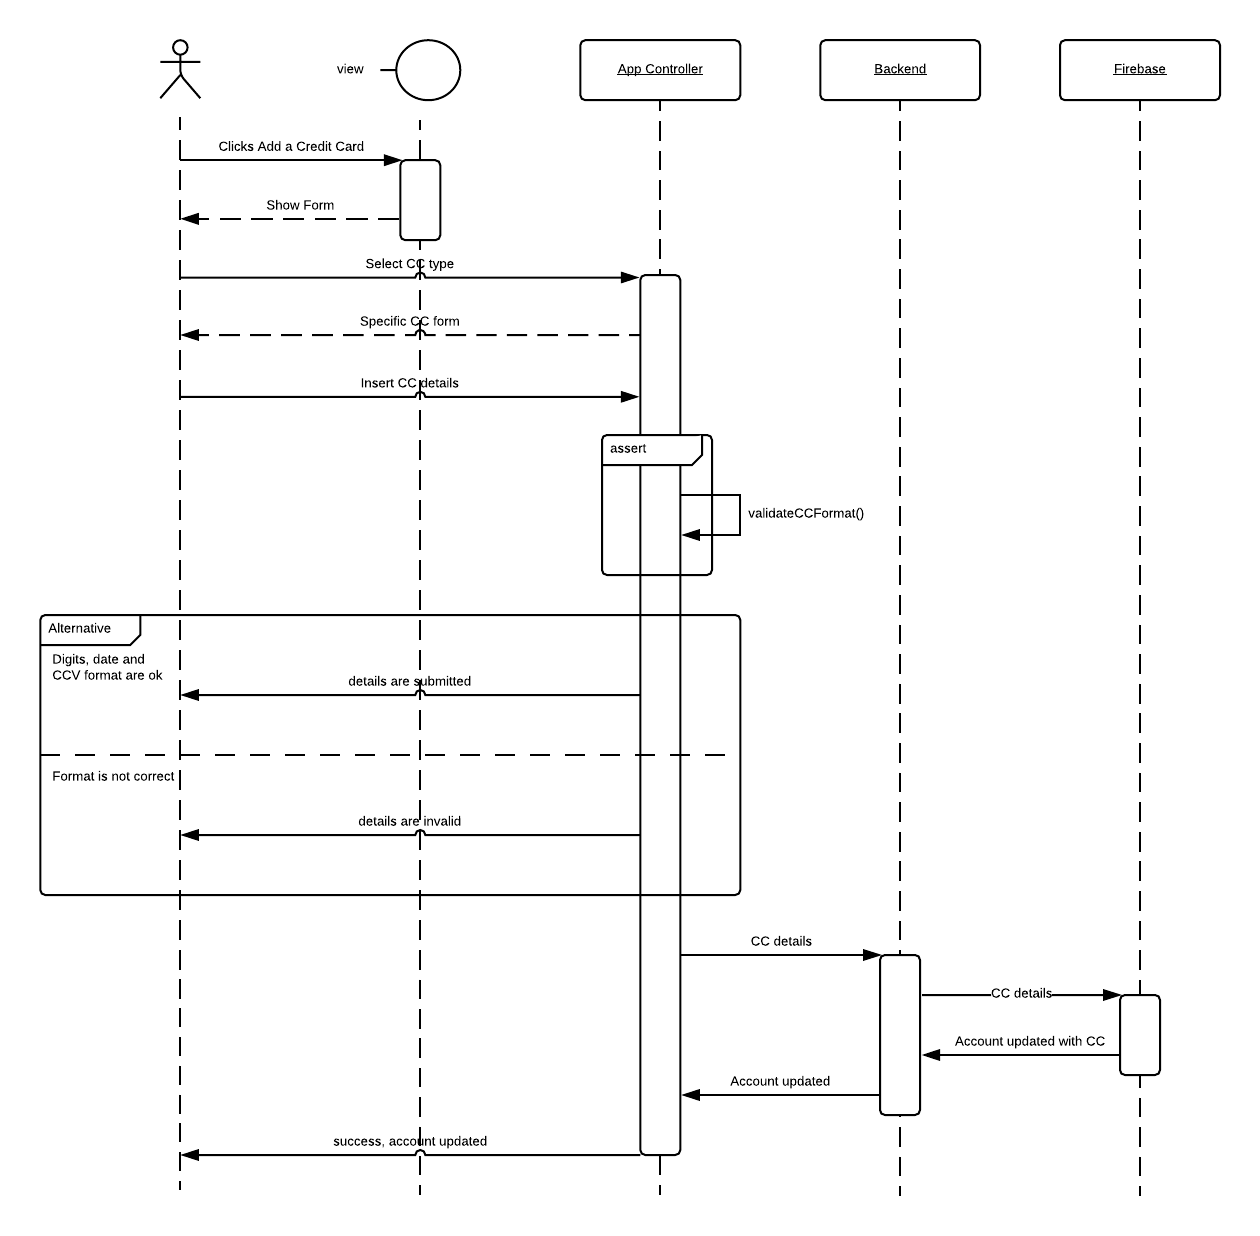 view
App Controller
Backend
Firebase
Clicks Add a Credit Card
Show Form
Select CC type
Specific CC form
Insert CC details
assert
validateCCFormat()
Alternative
Digits, date and
CCV format are ok
details are submitted
Format is not correct
details are invalid
CC details
CC details
Account updated with CC
Account updated
success, account updated